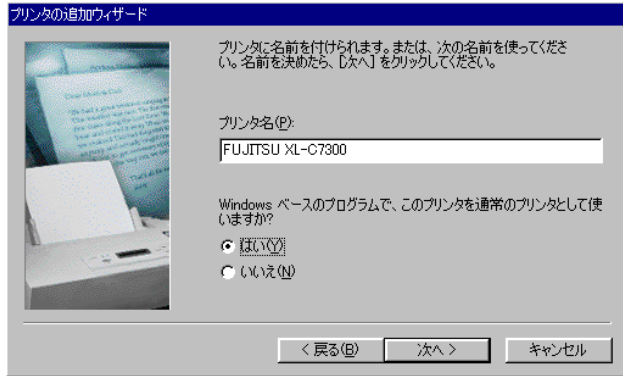 プリンタの追加ウィザード
プリンタに名前を付けられます。または、次の名前を使ってくださ
い。名前を決めたら、[次へ] をクリックしてください。
プリンタ名(P):
FUJITSU XL-C7300
Windows ベースのプログラムで、このプリンタを通常のプリンタとして使
いますか?
はい(Y)
いいえ(N)
< 戻る(B)
次へ >
キャンセル